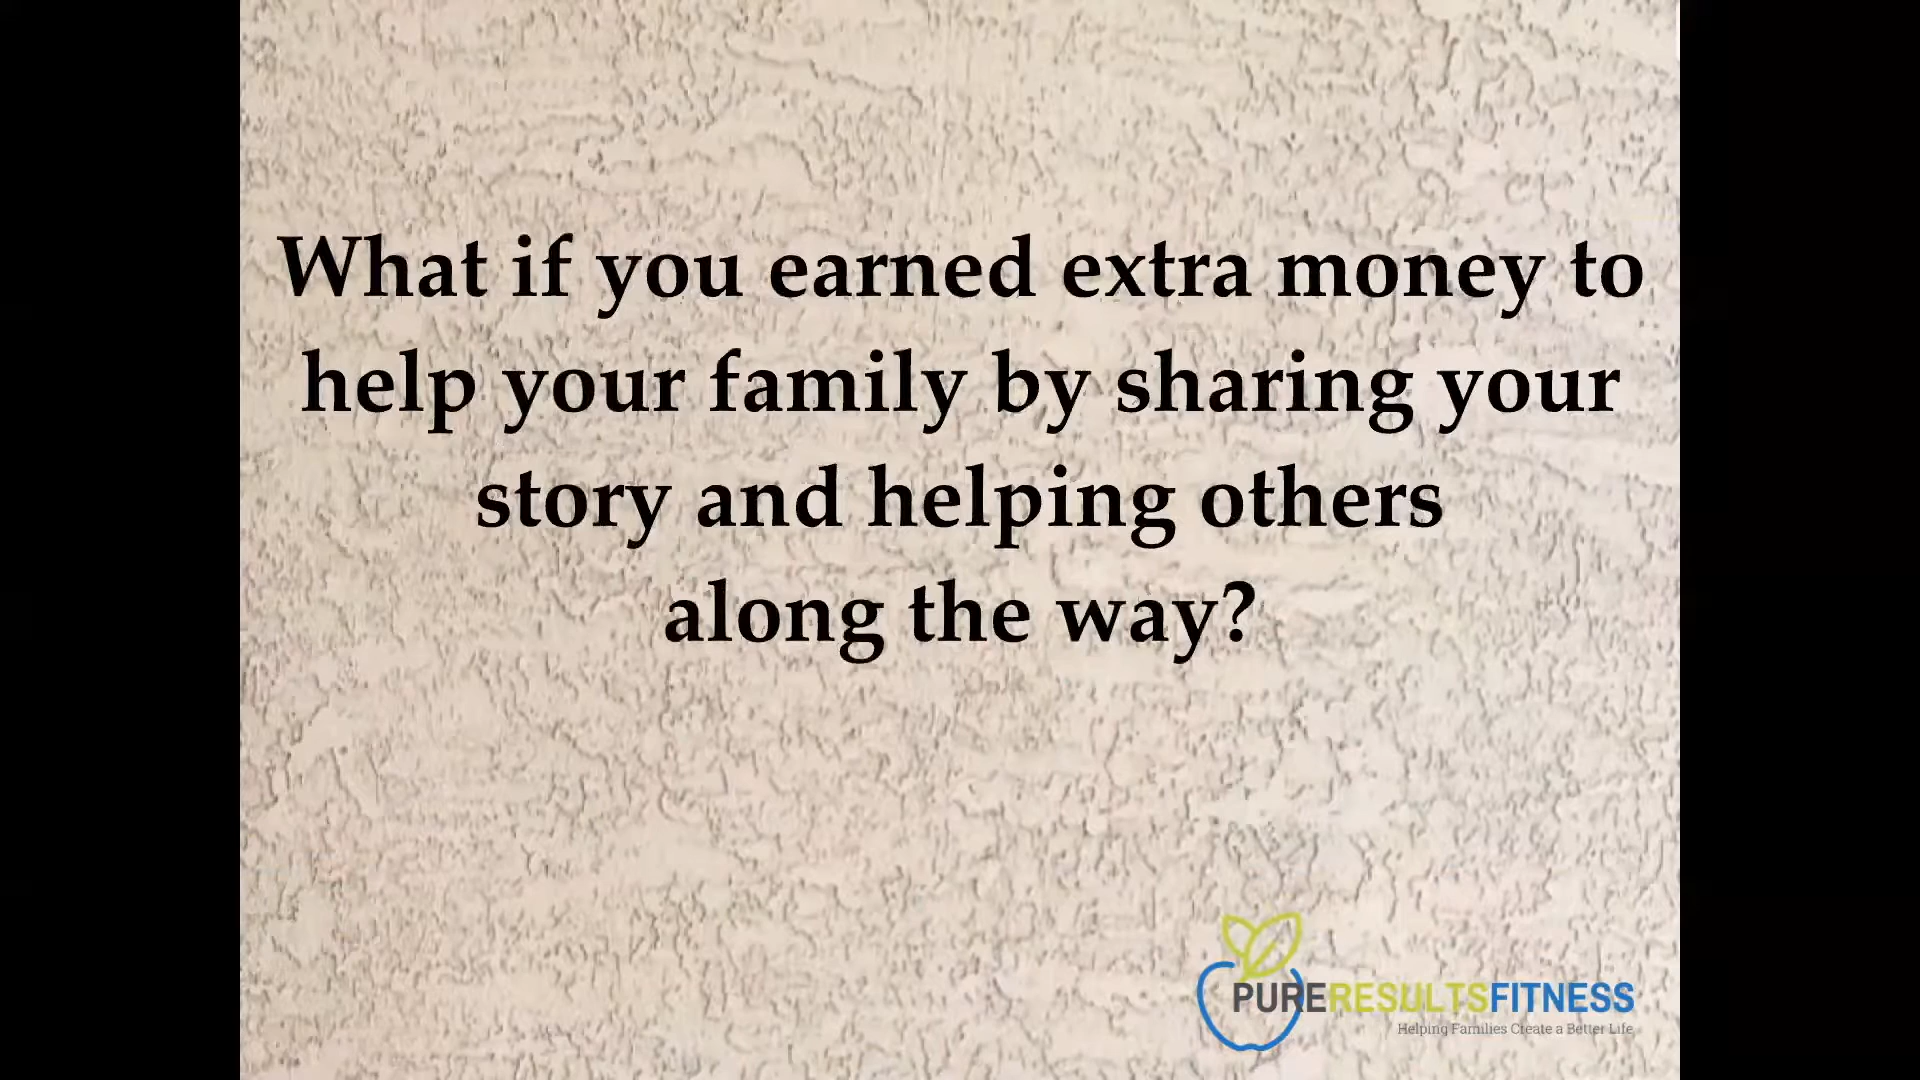 What if you earned extra money to
help your family by sharing your
story and helping others
along the way?
PURERESULTSFITNESS
Helping Families Create a Better Life